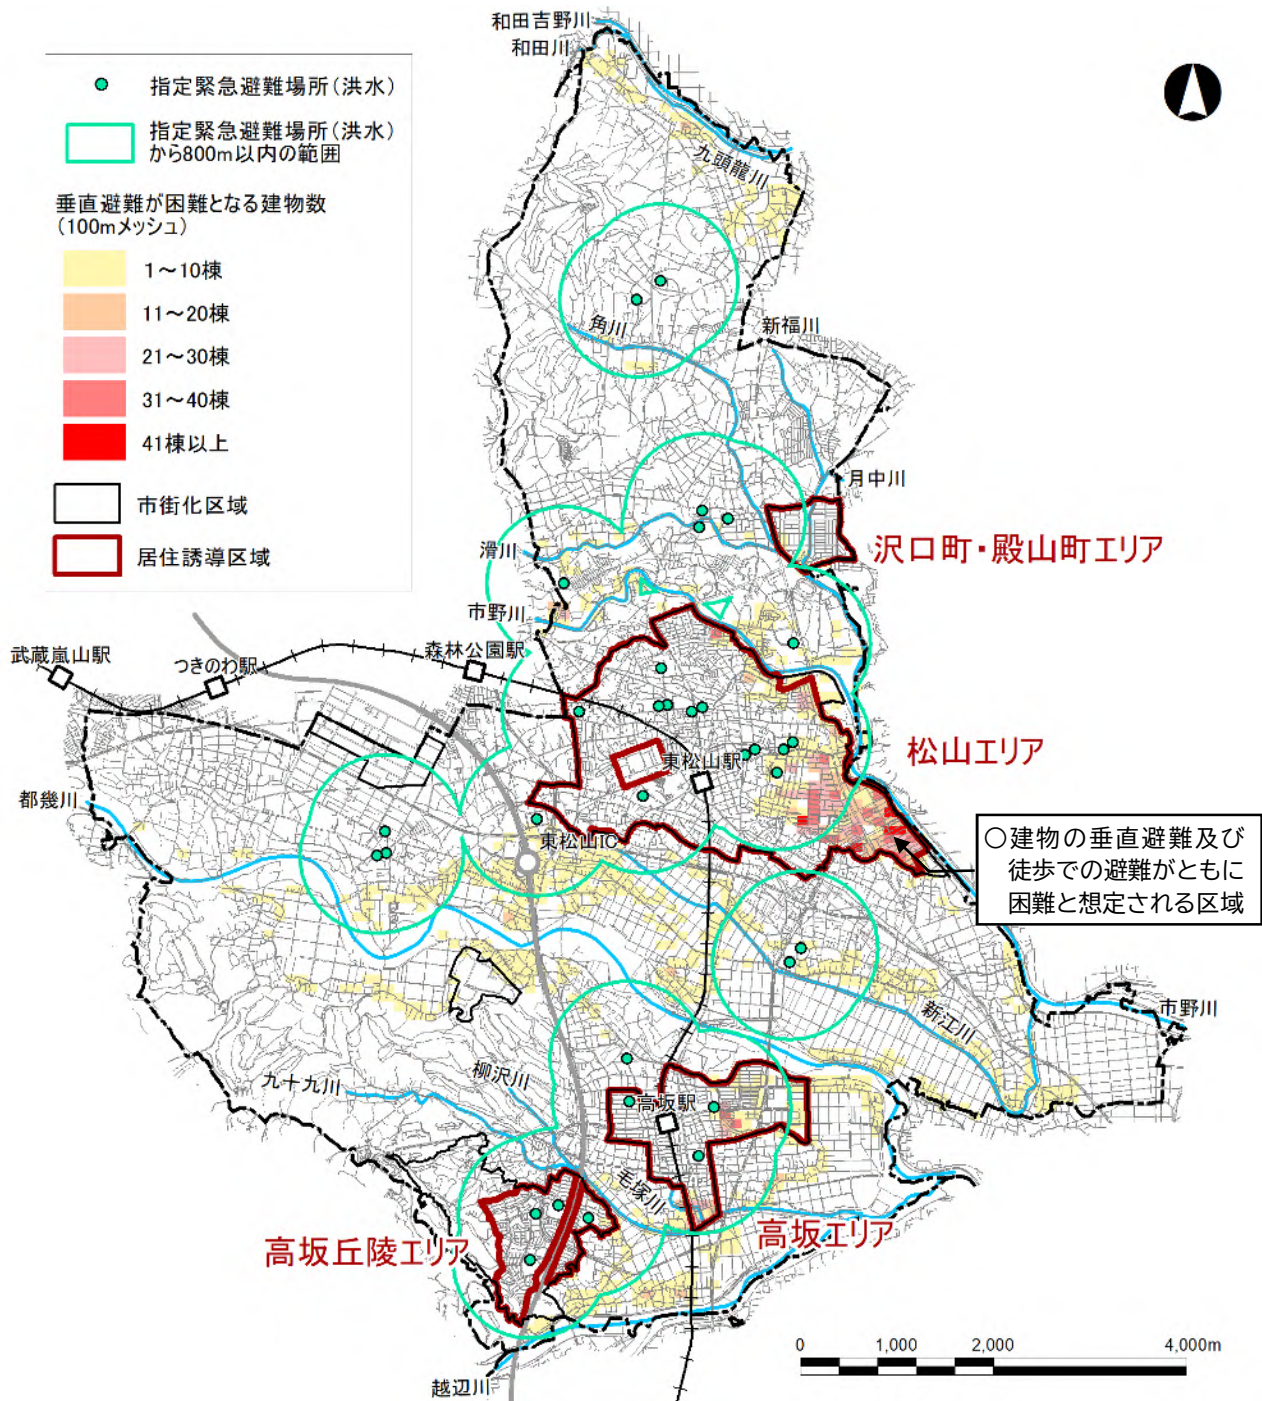 和田吉野川
和田川
指定緊急避難場所(洪水)
指定緊急避難場所(洪水)
から800m以内の範囲
垂直避難が困難となる建物数
(100mメッシュ)
1～10棟
11～20棟
21～30棟
31～40棟
41棟以上
市街化区域
居住誘導区域
九頭龍川
角川
新福川
月中川
沢口町・殿山町エリア
滑川
市野川
武蔵嵐山駅
つきのわ駅
森林公園駅
松山エリア
東松山駅
都幾川
東松山IC
○建物の垂直避難及び
徒歩での避難がともに
困難と想定される区域
新江川
市野川
九十九川
柳沢川
高坂駅
毛塚川
高坂丘陵エリア
高坂エリア
越辺川
0 1,000 2,000 4,000m